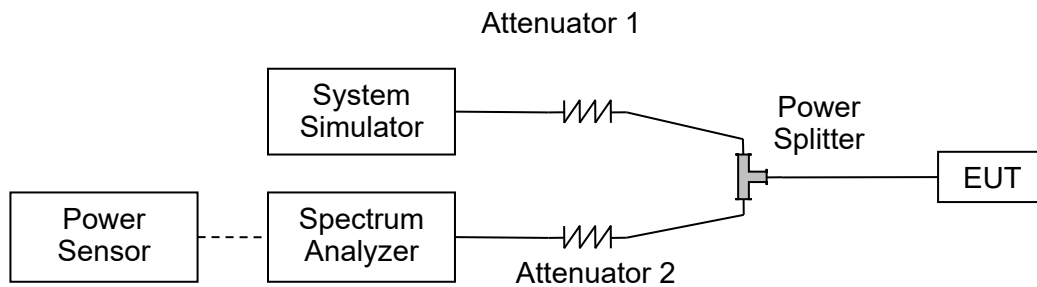 Attenuator 1
System
Simulator
Power
Splitter
EUT
Power
Sensor
Spectrum
Analyzer
Attenuator 2